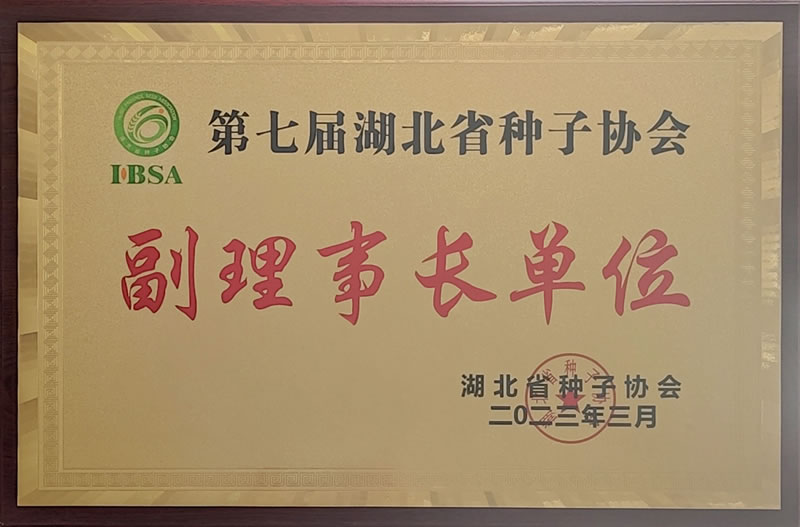 第七届湖北省种子协会
IBSA
副理事长单位
湖北省种子协会
二〇二三年三月